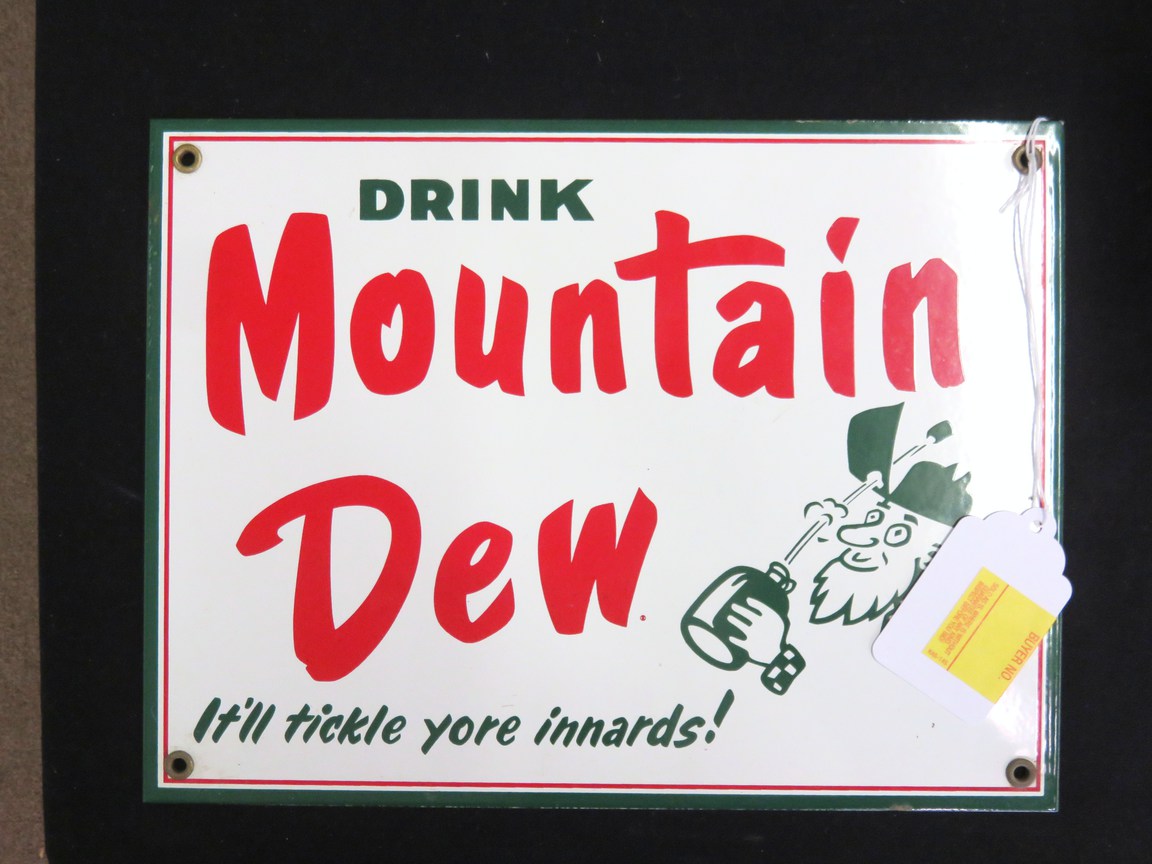 DRINK
Mountain
Dew
It'll tickle yore innards!
BUYER NO.